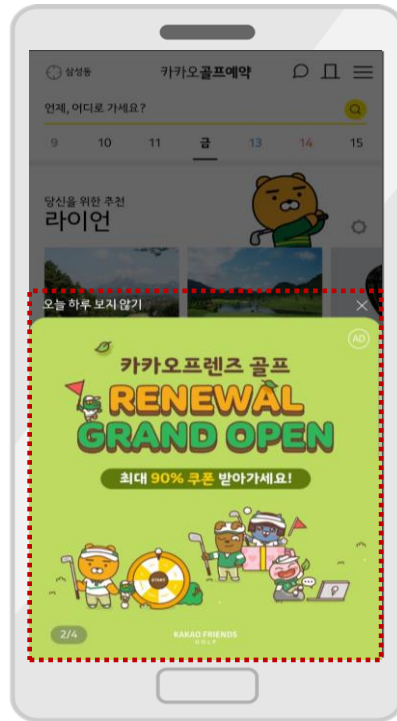 삼성동
카카오골프예약
언제, 어디로 가세요?
9 10 11 금 13 14 15
당신을 위한 추천
라이언
오늘 하루 보지 않기
AD
카카오프렌즈 골프
RENEWAL
GRAND OPEN
최대 90% 쿠폰 받아가세요!
START
2/4
KAKAO FRIENDS
GOLF